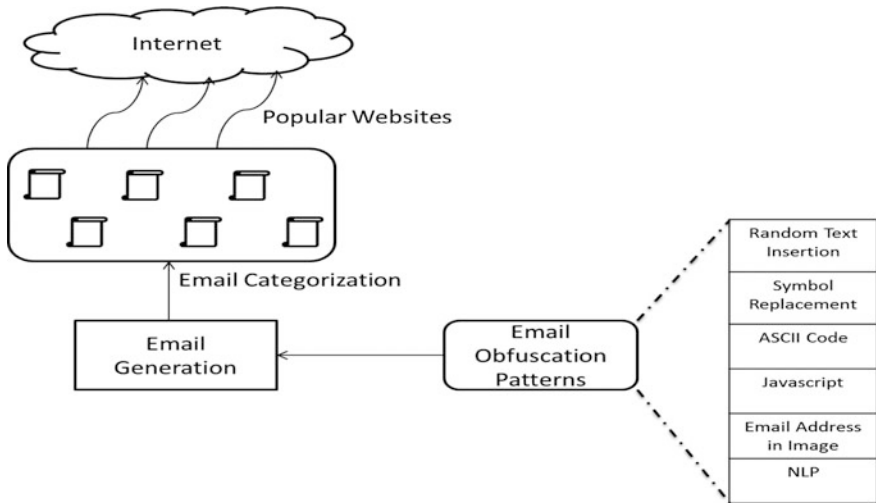 Internet
Popular Websites
Email Categorization
Email
Generation
Email
Obfuscation
Patterns
Random Text
Insertion
Symbol
Replacement
ASCII Code
Javascript
Email Address
in Image
NLP